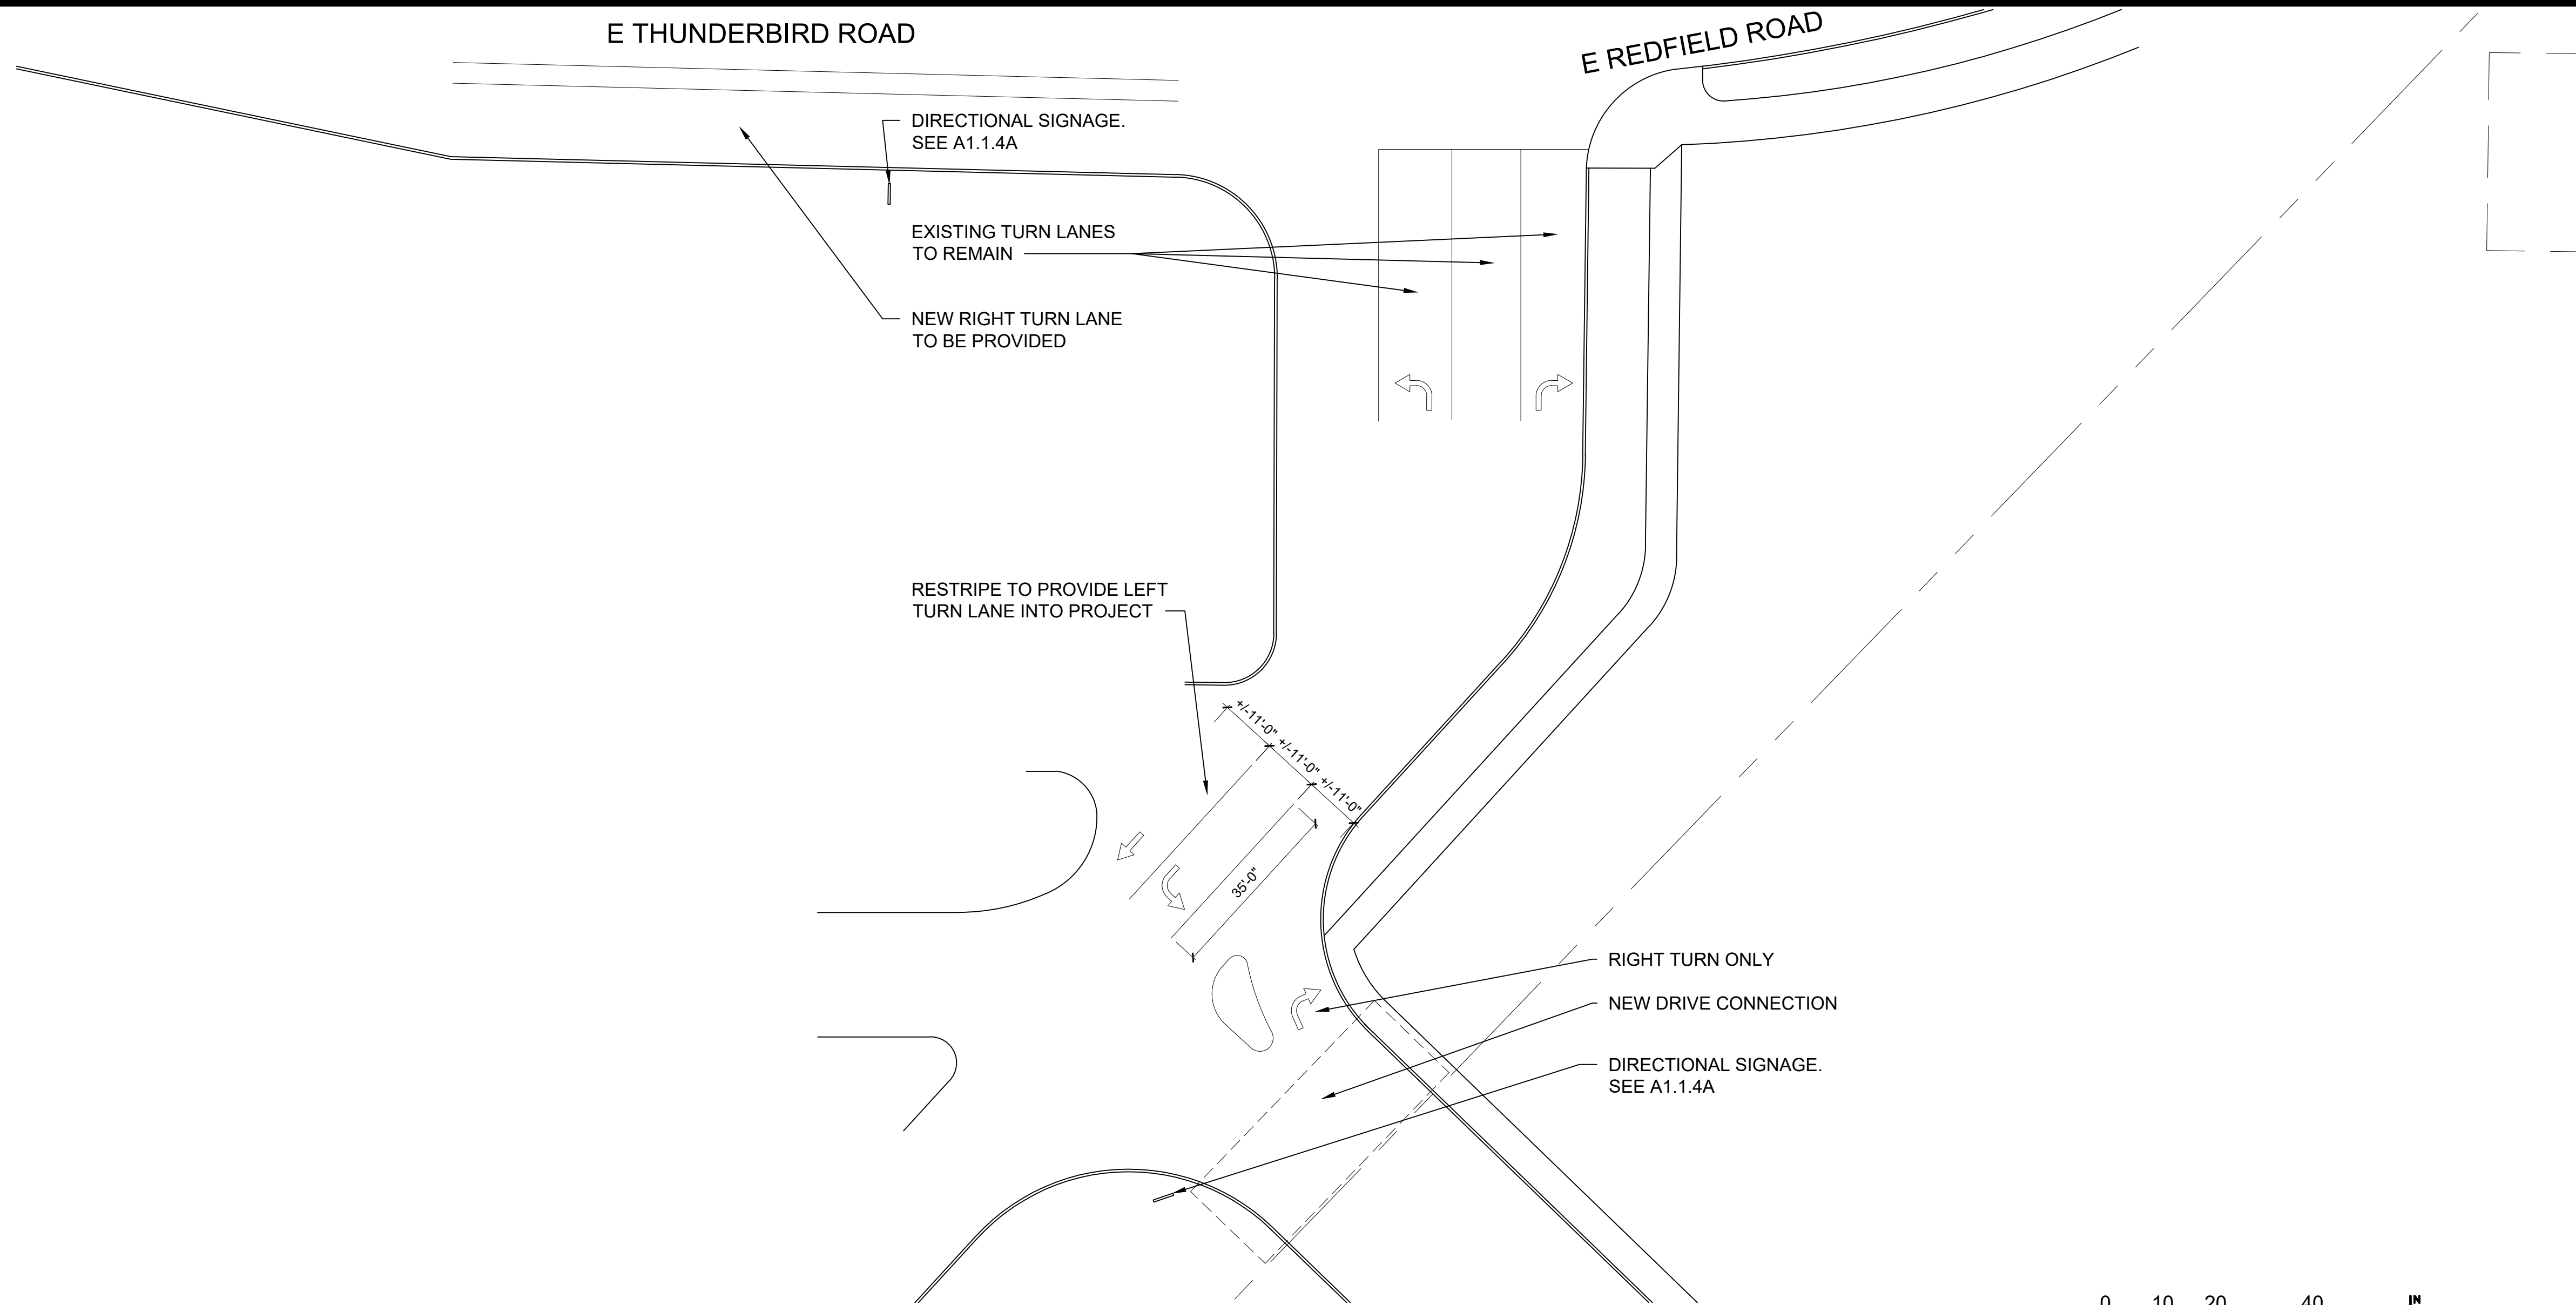 E THUNDERBIRD ROAD
E REDFIELD ROAD
DIRECTIONAL SIGNAGE.
SEE A1.1.4A
EXISTING TURN LANES
TO REMAIN
NEW RIGHT TURN LANE
TO BE PROVIDED
RESTRIPE TO PROVIDE LEFT
TURN LANE INTO PROJECT
+/-11'-0"
+/-11'-0"
+/-11'-0"
35'-0"
RIGHT TURN ONLY
NEW DRIVE CONNECTION
DIRECTIONAL SIGNAGE.
SEE A1.1.4A
0 10 20 40